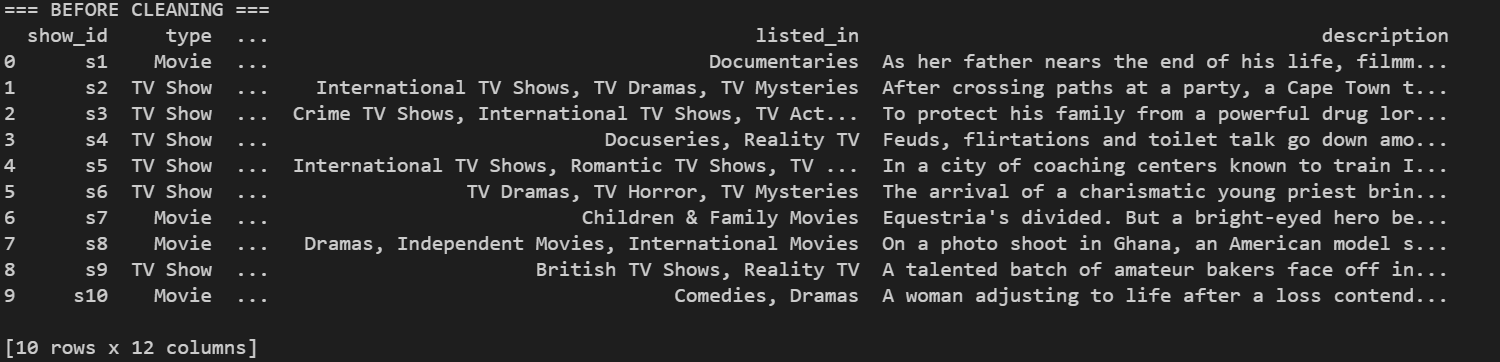 === BEFORE CLEANING ===
  show_id     type  ...                                          listed_in                                        description
0      s1    Movie  ...                                      Documentaries  As her father nears the end of his life, filmm...
1      s2  TV Show  ...    International TV Shows, TV Dramas, TV Mysteries  After crossing paths at a party, a Cape Town t...
2      s3  TV Show  ...  Crime TV Shows, International TV Shows, TV Act...  To protect his family from a powerful drug lor...
3      s4  TV Show  ...                             Docuseries, Reality TV  Feuds, flirtations and toilet talk go down amo...
4      s5  TV Show  ...  International TV Shows, Romantic TV Shows, TV ...  In a city of coaching centers known to train I...
5      s6  TV Show  ...                 TV Dramas, TV Horror, TV Mysteries  The arrival of a charismatic young priest brin...
6      s7    Movie  ...                           Children & Family Movies  Equestria's divided. But a bright-eyed hero be...
7      s8    Movie  ...   Dramas, Independent Movies, International Movies  On a photo shoot in Ghana, an American model s...
8      s9  TV Show  ...                       British TV Shows, Reality TV  A talented batch of amateur bakers face off in...
9     s10    Movie  ...                                   Comedies, Dramas  A woman adjusting to life after a loss contend...

[10 rows x 12 columns]